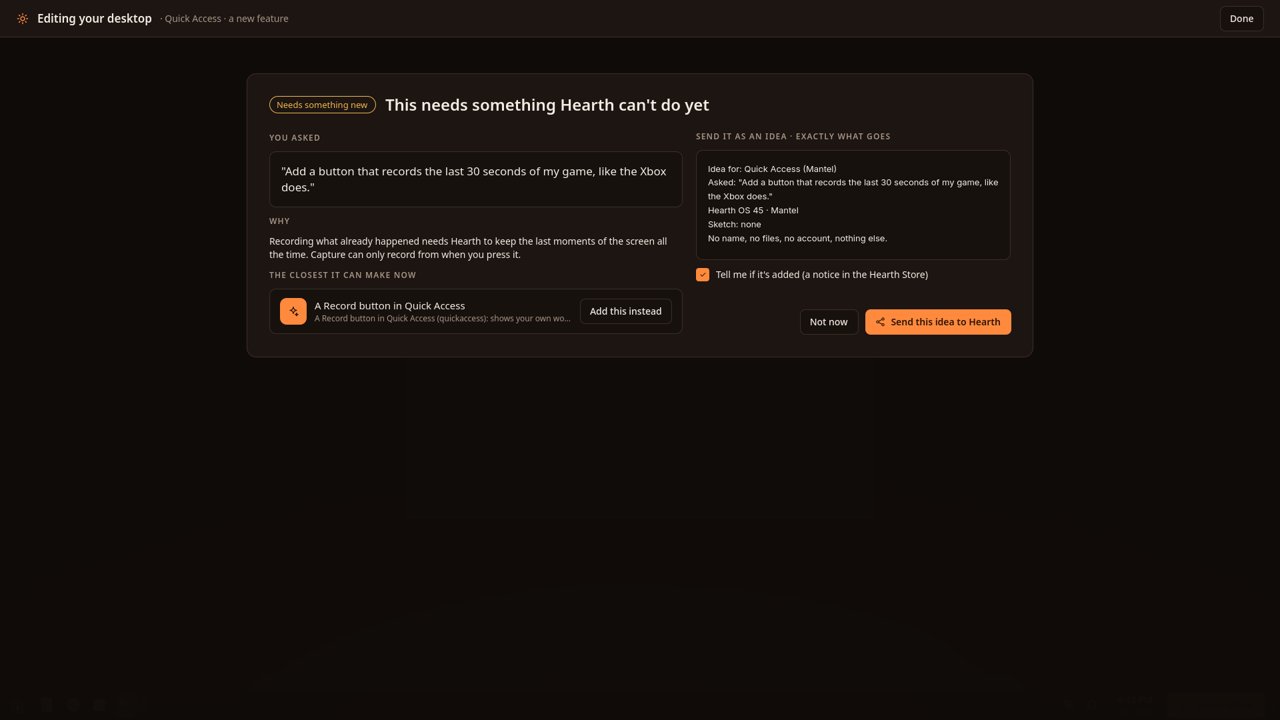 Editing your desktop · Quick Access · a new feature
Done
Needs something new
This needs something Hearth can't do yet
YOU ASKED
"Add a button that records the last 30 seconds of my game, like the Xbox
does."
WHY
Recording what already happened needs Hearth to keep the last moments of the screen all
the time. Capture can only record from when you press it.
THE CLOSEST IT CAN MAKE NOW
A Record button in Quick Access
A Record button in Quick Access (quickaccess): shows your own wo...
Add this instead
SEND IT AS AN IDEA · EXACTLY WHAT GOES
Idea for: Quick Access (Mantel)
Asked: "Add a button that records the last 30 seconds of my game, like
the Xbox does."
Hearth OS 45 · Mantel
Sketch: none
No name, no files, no account, nothing else.
Tell me if it's added (a notice in the Hearth Store)
Not now
Send this idea to Hearth